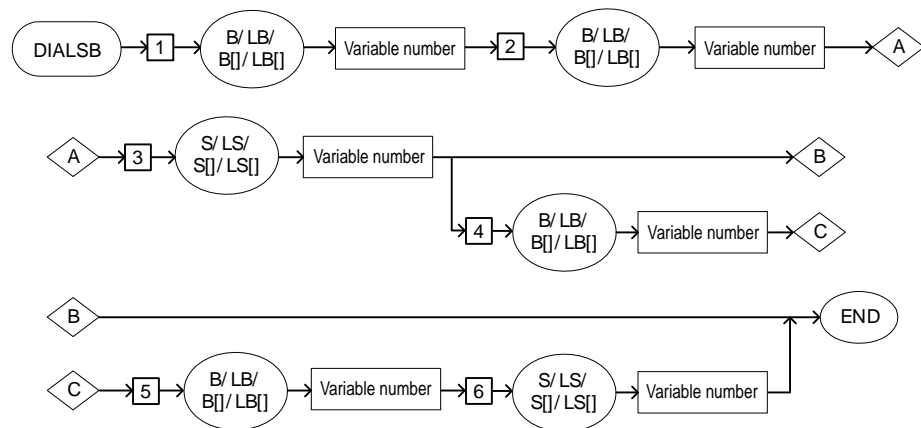 DIALSB
1
B/ LB/
B[]/ LB[]
Variable number
2
B/ LB/
B[]/ LB[]
Variable number
A
A
3
S/ LS/
S[]/ LS[]
Variable number
B
4
B/ LB/
B[]/ LB[]
Variable number
C
B
END
C
5
B/ LB/
B[]/ LB[]
Variable number
6
S/ LS/
S[]/ LS[]
Variable number